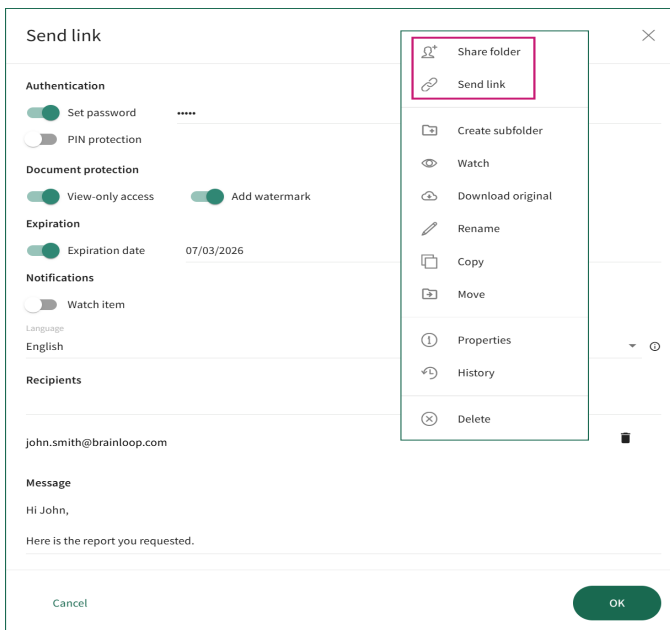 Send link
Authentication
Set password
•••••
PIN protection
Document protection
View-only access
Add watermark
Expiration
Expiration date
07/03/2026
Notifications
Watch item
Language
English
Recipients
john.smith@brainloop.com
Message
Hi John,
Here is the report you requested.
Cancel
OK
Share folder
Send link
Create subfolder
Watch
Download original
Rename
Copy
Move
Properties
History
Delete